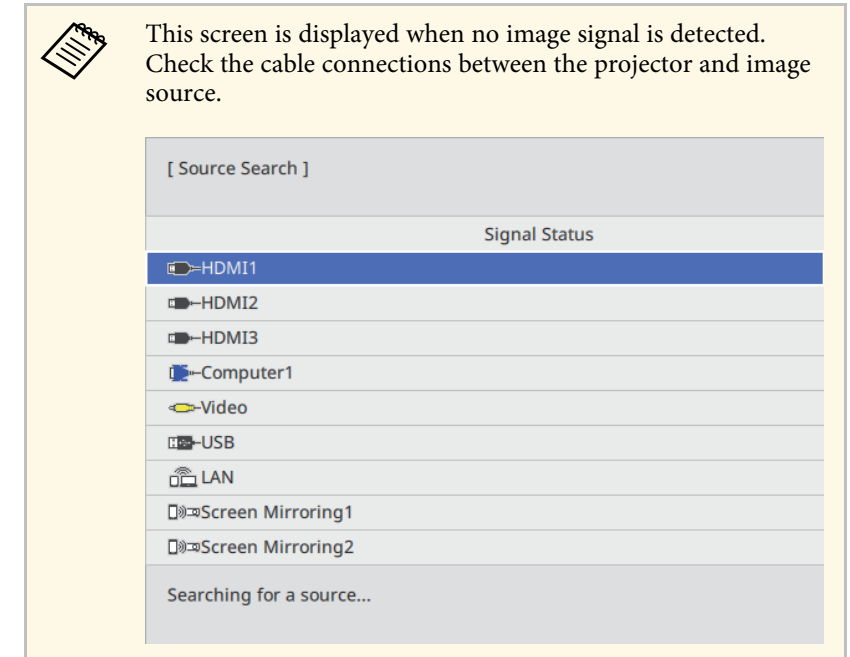 This screen is displayed when no image signal is detected.
Check the cable connections between the projector and image
source.
[ Source Search ]
Signal Status
HDMI1
HDMI2
HDMI3
Computer1
Video
USB
LAN
Screen Mirroring1
Screen Mirroring2
Searching for a source...